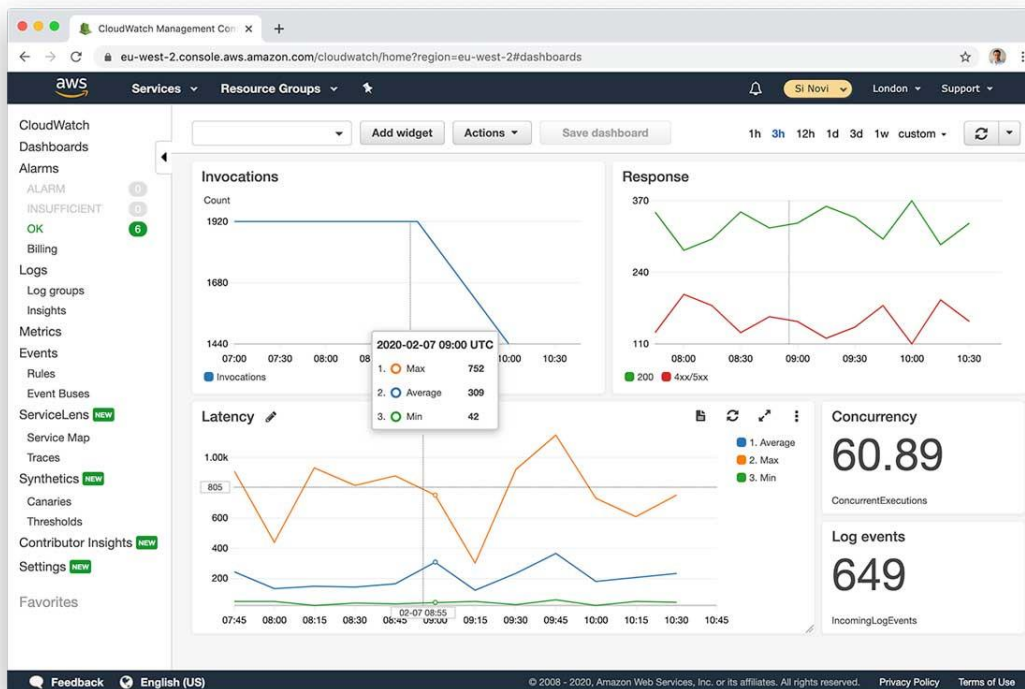 CloudWatch Management Con
eu-west-2.console.aws.amazon.com/cloudwatch/home?region=eu-west-2#dashboards
aws Services Resource Groups Si Novi London Support
CloudWatch
Dashboards
Alarms
ALARM 0
INSUFFICIENT 0
OK 6
Billing
Logs
Log groups
Insights
Metrics
Events
Rules
Event Buses
ServiceLens NEW
Service Map
Traces
Synthetics NEW
Canaries
Thresholds
Contributor Insights NEW
Settings NEW
Favorites
Add widget Actions Save dashboard 1h 3h 12h 1d 3d 1w custom
Invocations
Count
1920
1680
1440
07:00 07:30 08:00 08 10:00 10:30
Invocations
2020-02-07 09:00 UTC
1. Max 752
2. Average 309
3. Min 42
Response
370
240
110
08:00 08:30 09:00 09:30 10:00 10:30
200 4xx/5xx
Latency
1.00k
805
600
400
200
02-07 08:55
07:45 08:00 08:15 08:30 08:45 09:00 09:15 09:30 09:45 10:00 10:15 10:30 10:45
1. Average
2. Max
3. Min
Concurrency
60.89
ConcurrentExecutions
Log events
649
IncomingLogEvents
Feedback English (US) © 2008 - 2020, Amazon Web Services, Inc. or its affiliates. All rights reserved. Privacy Policy Terms of Use